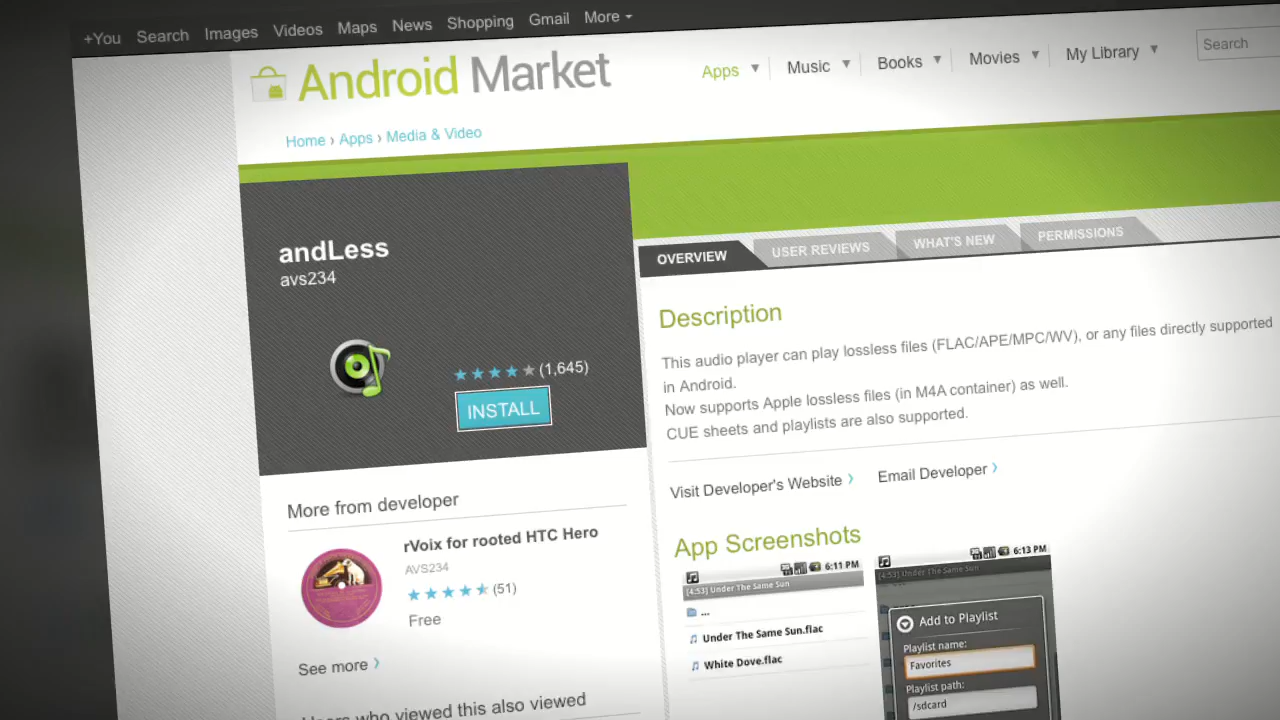 +You Search Images Videos Maps News Shopping Gmail More
Android Market
Apps Music Books Movies My Library Search
Home › Apps › Media & Video
andLess
avs234
(1,645)
INSTALL
OVERVIEW USER REVIEWS WHAT'S NEW PERMISSIONS
Description
This audio player can play lossless files (FLAC/APE/MPC/WV), or any files directly supported
in Android.
Now supports Apple lossless files (in M4A container) as well.
CUE sheets and playlists are also supported.
Visit Developer's Website › Email Developer ›
More from developer
rVoix for rooted HTC Hero
AVS234
(51)
Free
See more ›
Users who viewed this also viewed
App Screenshots
6:11 PM
[4:53] Under The Same Sun
...
Under The Same Sun.flac
White Dove.flac
6:13 PM
[4:53] Under The Same Sun
Add to Playlist
Playlist name:
Favorites
Playlist path:
/sdcard